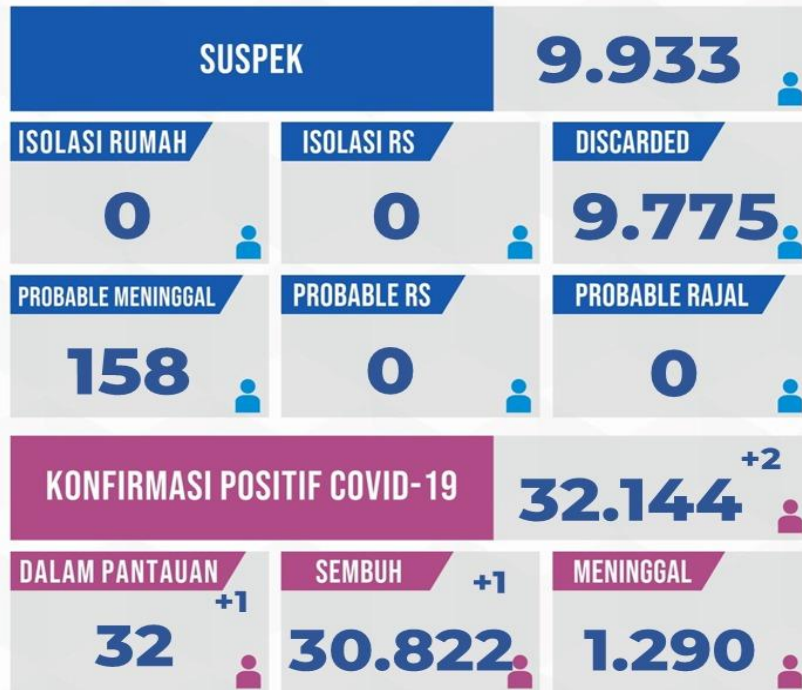 SUSPEK
9.933
ISOLASI RUMAH
0
ISOLASI RS
0
DISCARDED
9.775
PROBABLE MENINGGAL
158
PROBABLE RS
0
PROBABLE RAJAL
0
KONFIRMASI POSITIF COVID-19
32.144
+2
DALAM PANTAUAN
+1
32
SEMBUH
+1
30.822
MENINGGAL
1.290